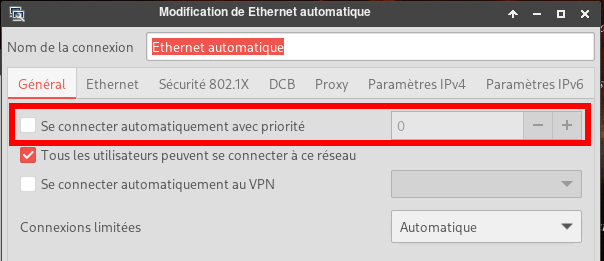 Modification de Ethernet automatique
Nom de la connexion Ethernet automatique
Général Ethernet Sécurité 802.1X DCB Proxy Paramètres IPv4 Paramètres IPv6
Se connecter automatiquement avec priorité 0 − +
Tous les utilisateurs peuvent se connecter à ce réseau
Se connecter automatiquement au VPN
Connexions limitées Automatique